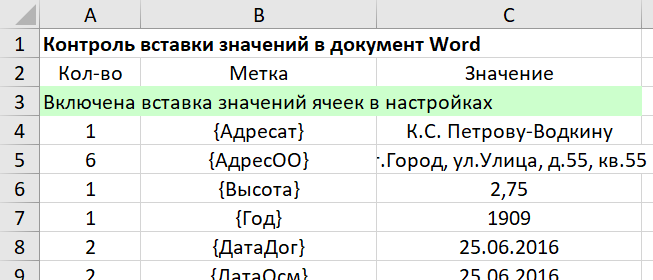 A B C
1 Контроль вставки значений в документ Word
2 Кол-во Метка Значение
3 Включена вставка значений ячеек в настройках
4 1 {Адресат} К.С. Петрову-Водкину
5 6 {АдресОО} г.Город, ул.Улица, д.55, кв.55
6 1 {Высота} 2,75
7 1 {Год} 1909
8 2 {ДатаДог} 25.06.2016
9 2 {ДатаОсм} 25.06.2016